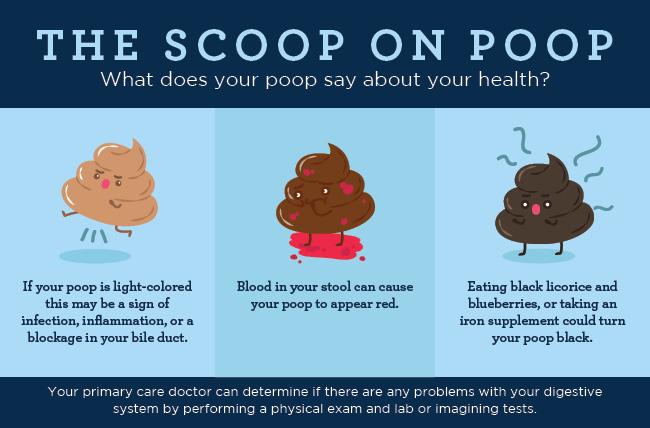 THE SCOOP ON POOP
What does your poop say about your health?
If your poop is light-colored
this may be a sign of
infection, inflammation, or a
blockage in your bile duct.
Blood in your stool can cause
your poop to appear red.
Eating black licorice and
blueberries, or taking an
iron supplement could turn
your poop black.
Your primary care doctor can determine if there are any problems with your digestive
system by performing a physical exam and lab or imagining tests.